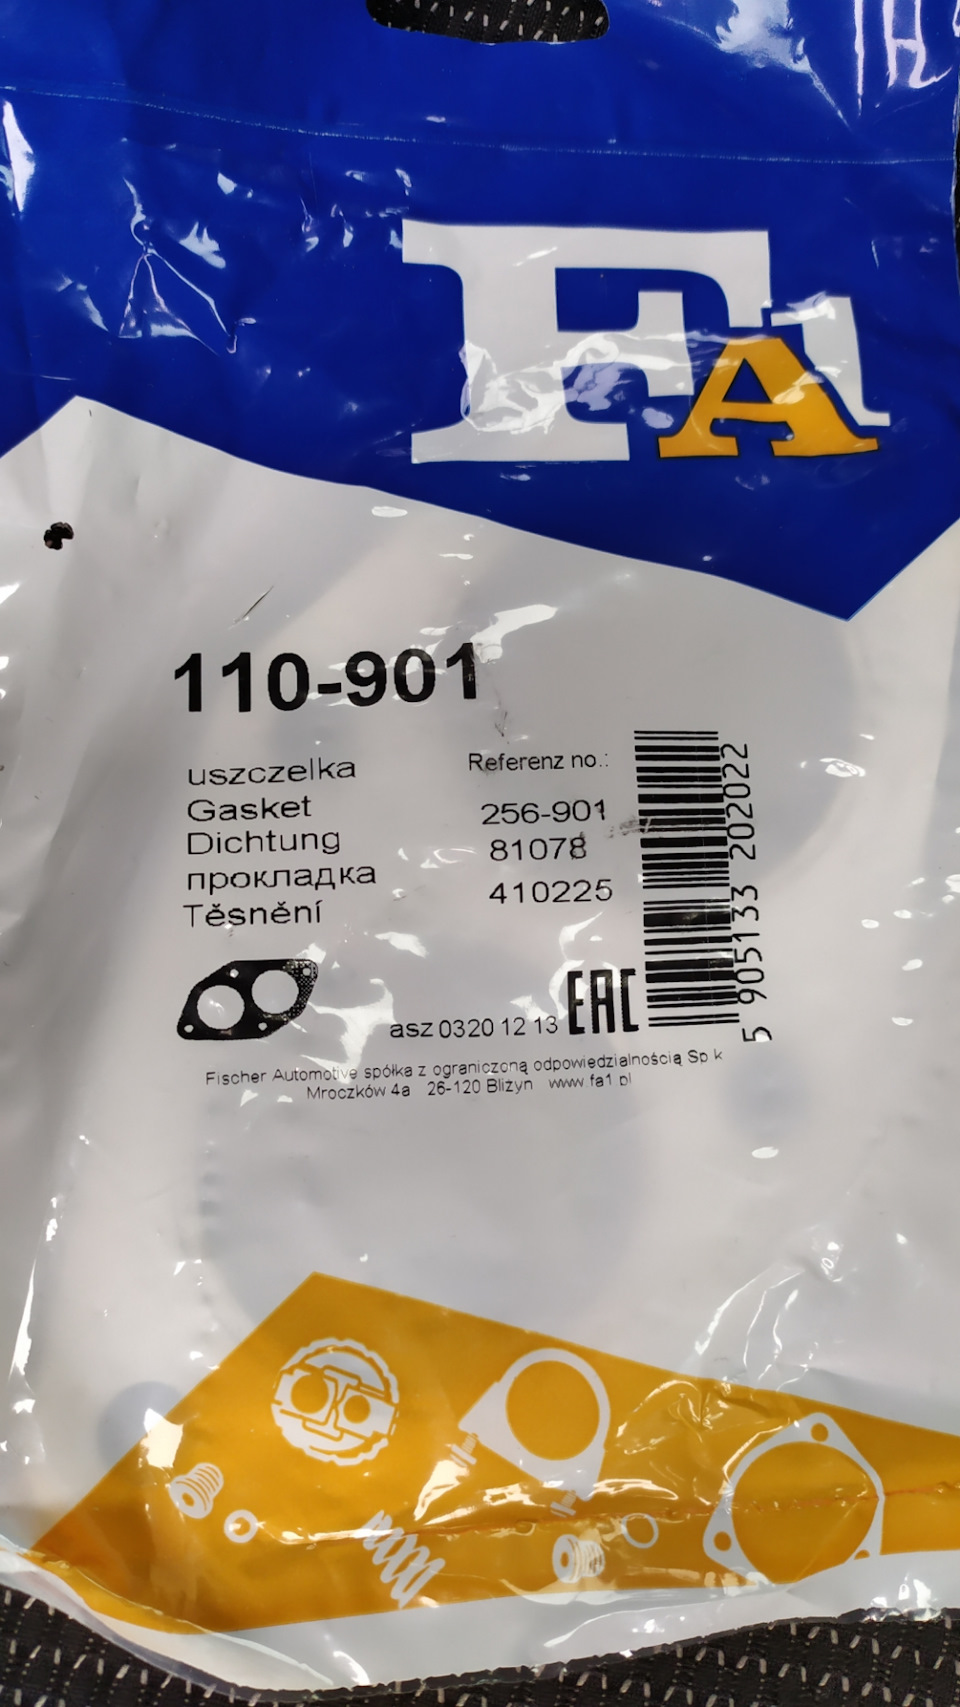 FA1
110-901
uszczelka
Gasket
Dichtung
прокладка
Těsnění
Referenz no.:
256-901
81078
410225
5 905133 202022
asz 0320 12 13 EAC
Fischer Automotive spółka z ograniczoną odpowiedzialnością Sp k
Mroczków 4a 26-120 Bliżyn www.fa1.pl